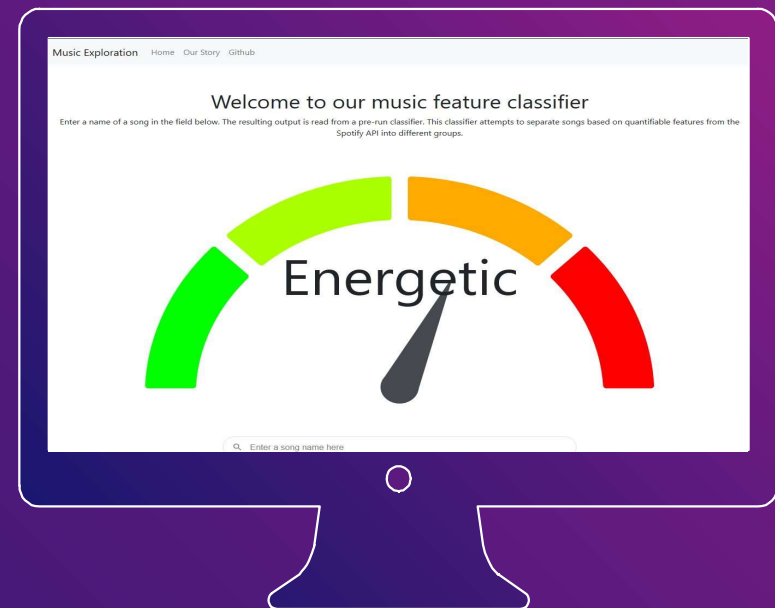 Music Exploration Home Our Story Github
Welcome to our music feature classifier
Enter a name of a song in the field below. The resulting output is read from a pre-run classifier. This classifier attempts to separate songs based on quantifiable features from the
Spotify API into different groups.
Energetic
Enter a song name here